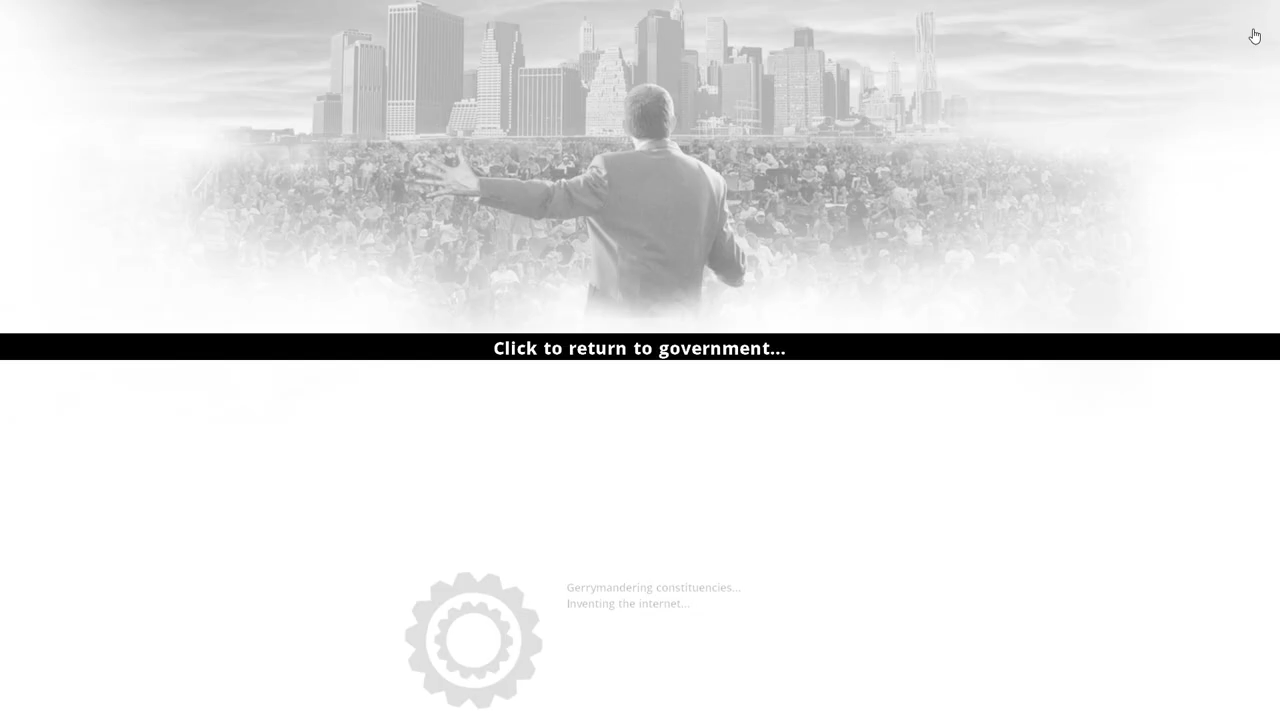 Click to return to government...
Gerrymandering constituencies...
Inventing the internet...